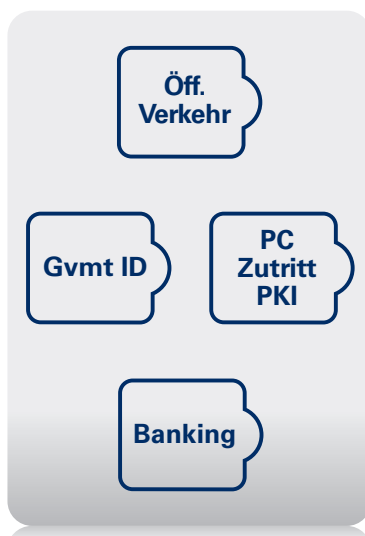 Öff.
Verkehr
Gvmt ID
PC
Zutritt
PKI
Banking